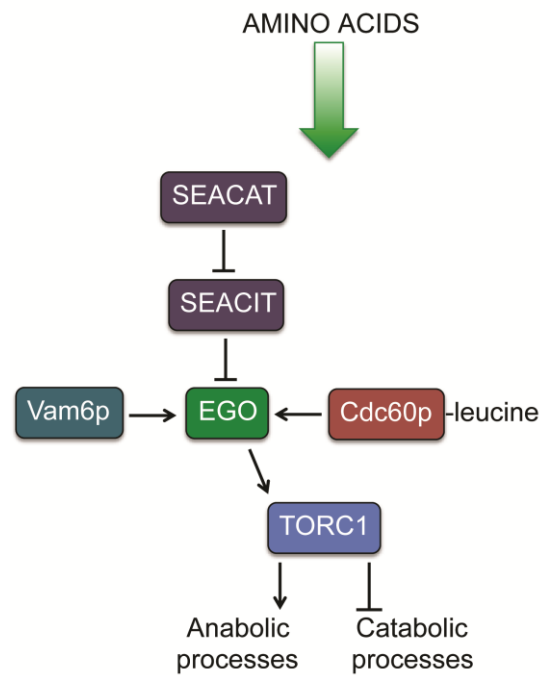 AMINO ACIDS
SEACAT
SEACIT
Vam6p
EGO
Cdc60p
-leucine
TORC1
Anabolic
processes
Catabolic
processes